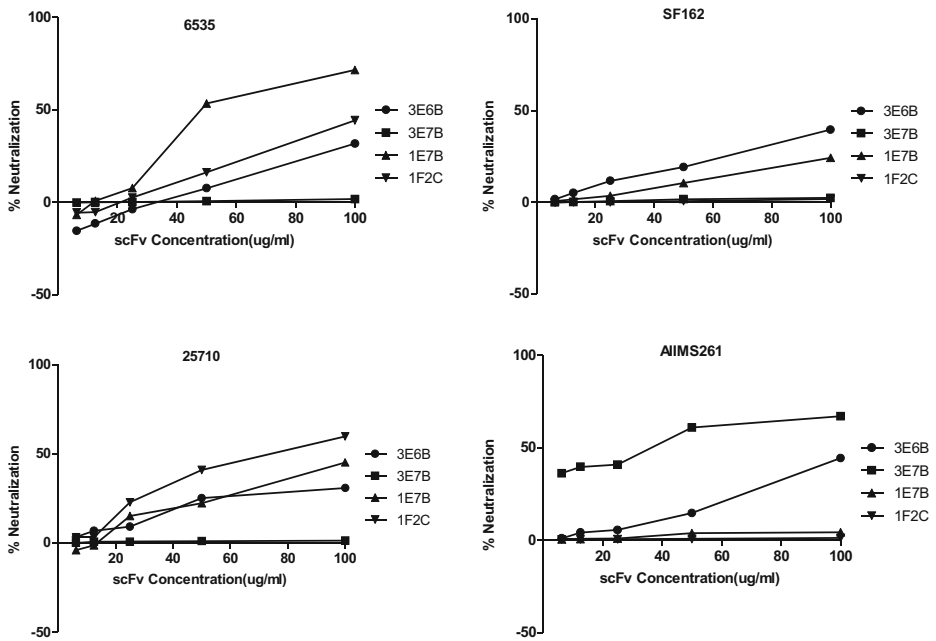 6535
100
50
0
-50
% Neutralization
20
40
60
80
100
scFv Concentration(ug/ml)
3E6B
3E7B
1E7B
1F2C
SF162
100
50
0
-50
% Neutralization
20
40
60
80
100
scFv Concentration(ug/ml)
3E6B
3E7B
1E7B
1F2C
25710
100
50
0
-50
% Neutralization
20
40
60
80
100
scFv Concentration(ug/ml)
3E6B
3E7B
1E7B
1F2C
AIIMS261
100
50
0
-50
% Neutralization
20
40
60
80
100
scFv Concentration(ug/ml)
3E6B
3E7B
1E7B
1F2C